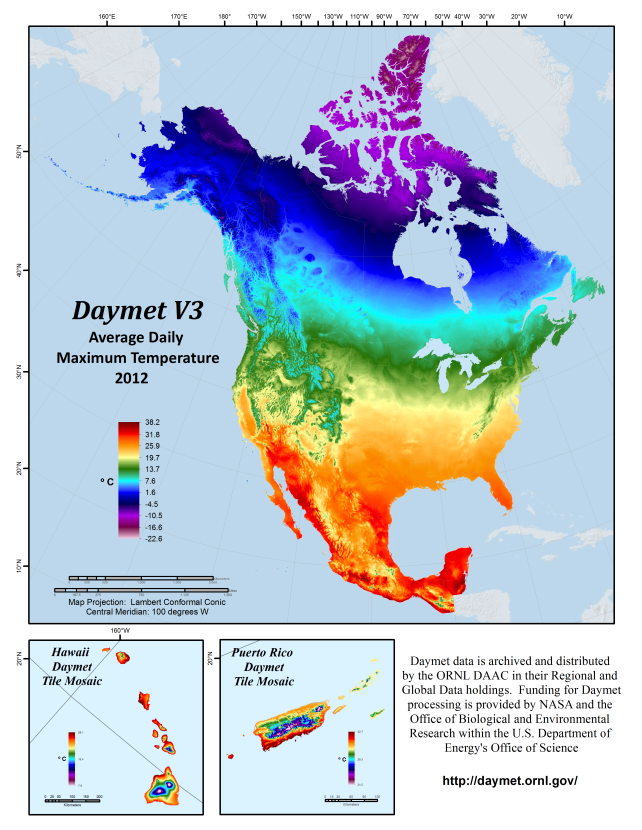 160°E 170°E 180° 170°W 150°W 130°W 110°W 90°W 80°W 70°W 50°W 40°W 30°W 20°W 10°W
50°N
40°N
30°N
20°N
10°N
Daymet V3
Average Daily
Maximum Temperature
2012
º C
38.2
31.8
25.9
19.7
13.7
7.6
1.6
-4.5
-10.5
-16.6
-22.6
Map Projection: Lambert Conformal Conic
Central Meridian: 100 degrees W
160°W
20°N
Hawaii
Daymet
Tile Mosaic
º C
Kilometers
20°N
Puerto Rico
Daymet
Tile Mosaic
º C
Kilometers
Daymet data is archived and distributed
by the ORNL DAAC in their Regional and
Global Data holdings. Funding for Daymet
processing is provided by NASA and the
Office of Biological and Environmental
Research within the U.S. Department of
Energy's Office of Science
http://daymet.ornl.gov/